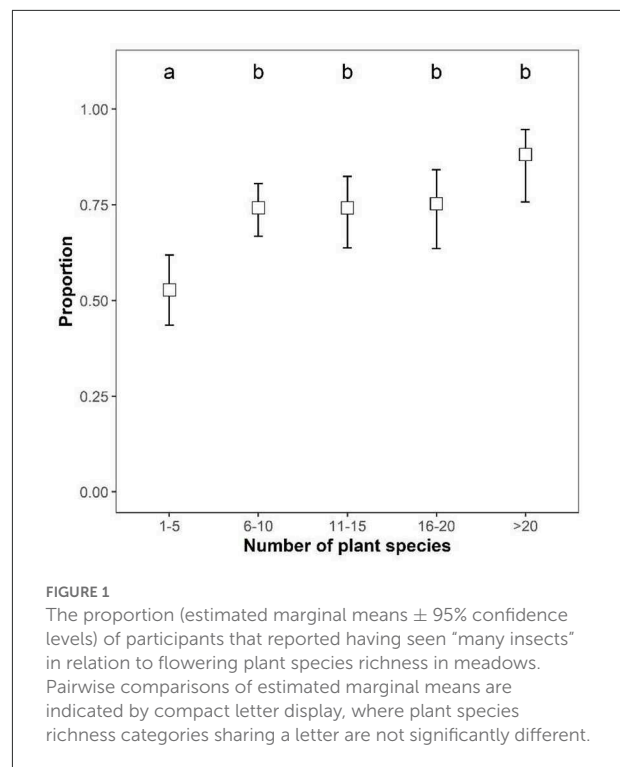 a b b b b
1.00
0.75
0.50
0.25
0.00
Proportion
1-5 6-10 11-15 16-20 >20
Number of plant species
FIGURE 1
The proportion (estimated marginal means ± 95% confidence
levels) of participants that reported having seen “many insects”
in relation to flowering plant species richness in meadows.
Pairwise comparisons of estimated marginal means are
indicated by compact letter display, where plant species
richness categories sharing a letter are not significantly different.